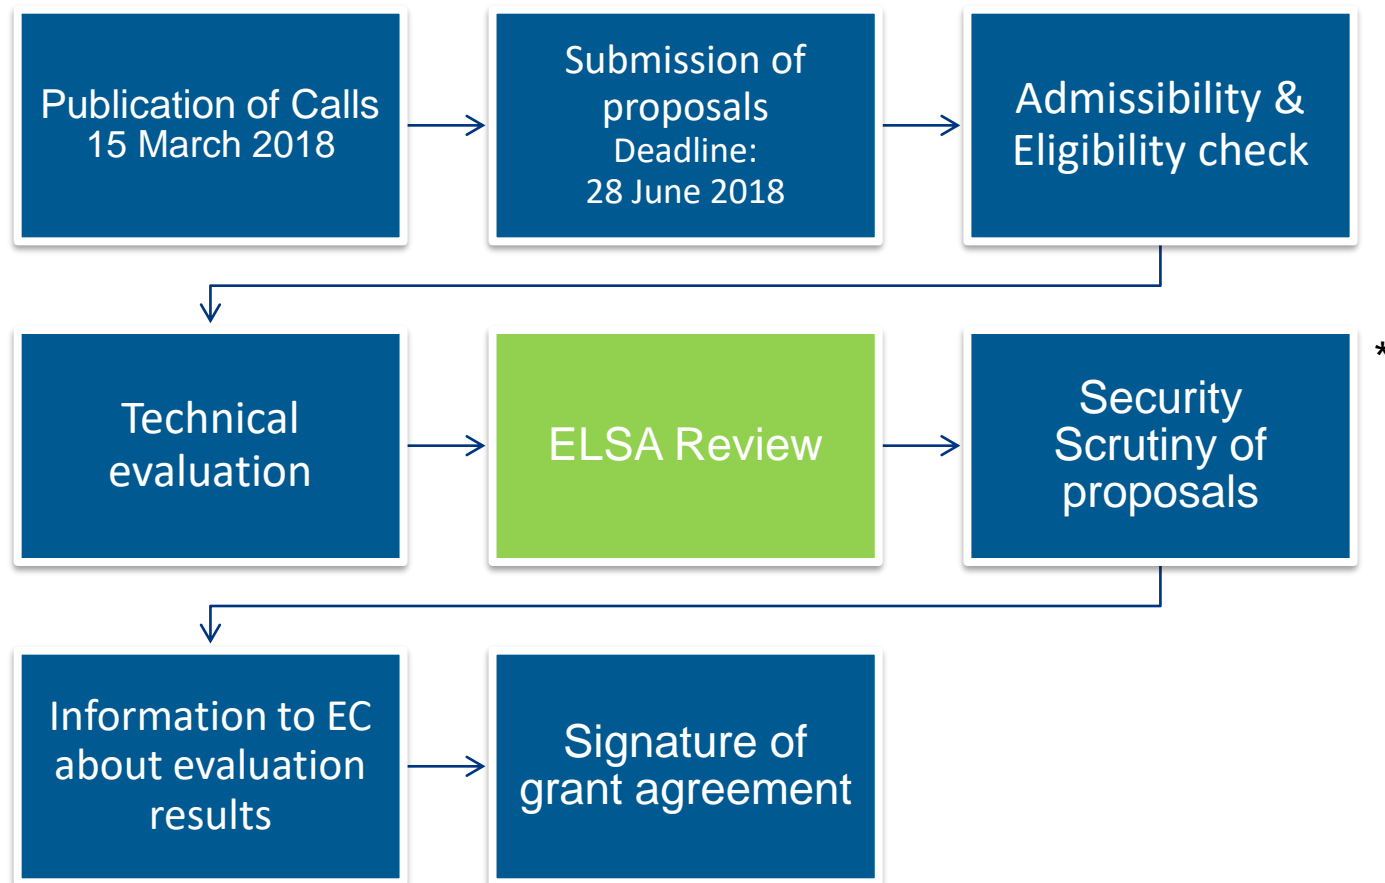 Publication of Calls
15 March 2018
Submission of
proposals
Deadline:
28 June 2018
Admissibility &
Eligibility check
Technical
evaluation
ELSA Review
Security
Scrutiny of
proposals
*
Information to EC
about evaluation
results
Signature of
grant agreement